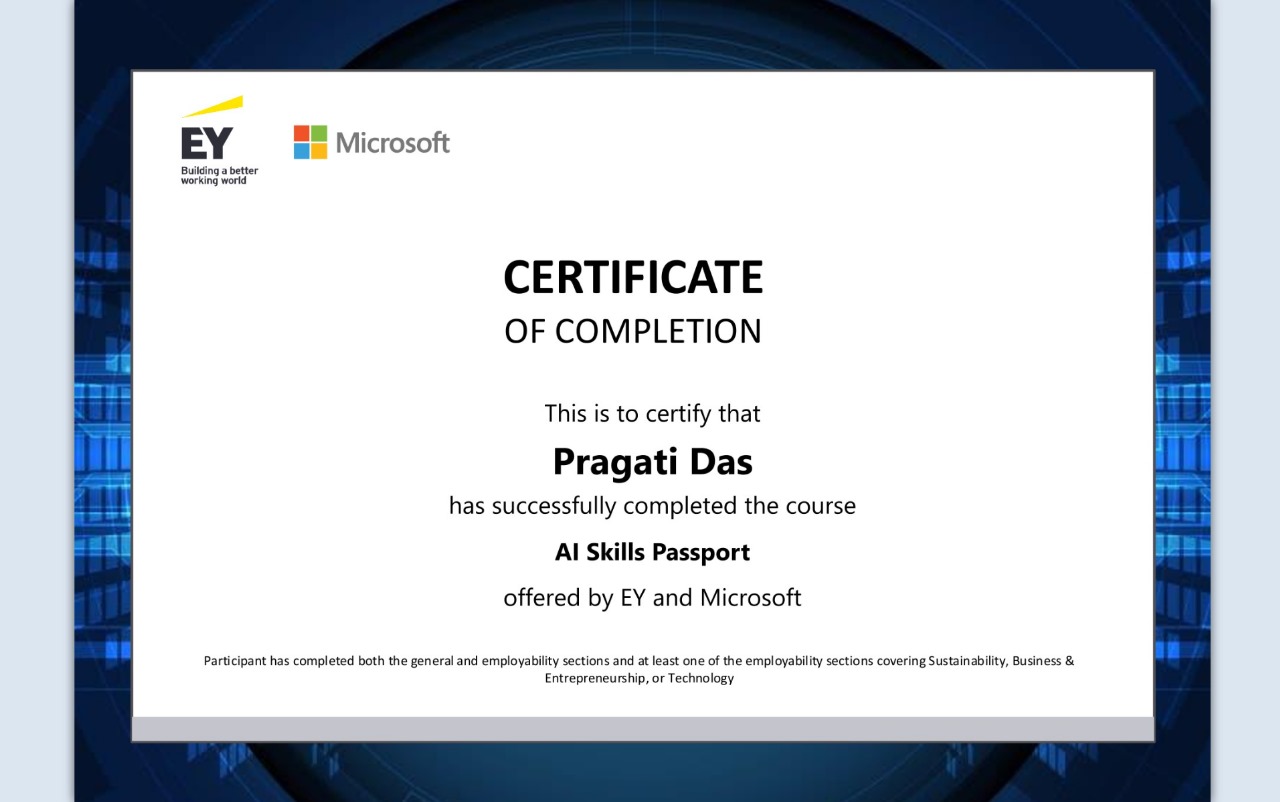 EY
Building a better
working world
Microsoft
CERTIFICATE
OF COMPLETION
This is to certify that
Pragati Das
has successfully completed the course
AI Skills Passport
offered by EY and Microsoft
Participant has completed both the general and employability sections and at least one of the employability sections covering Sustainability, Business &
Entrepreneurship, or Technology